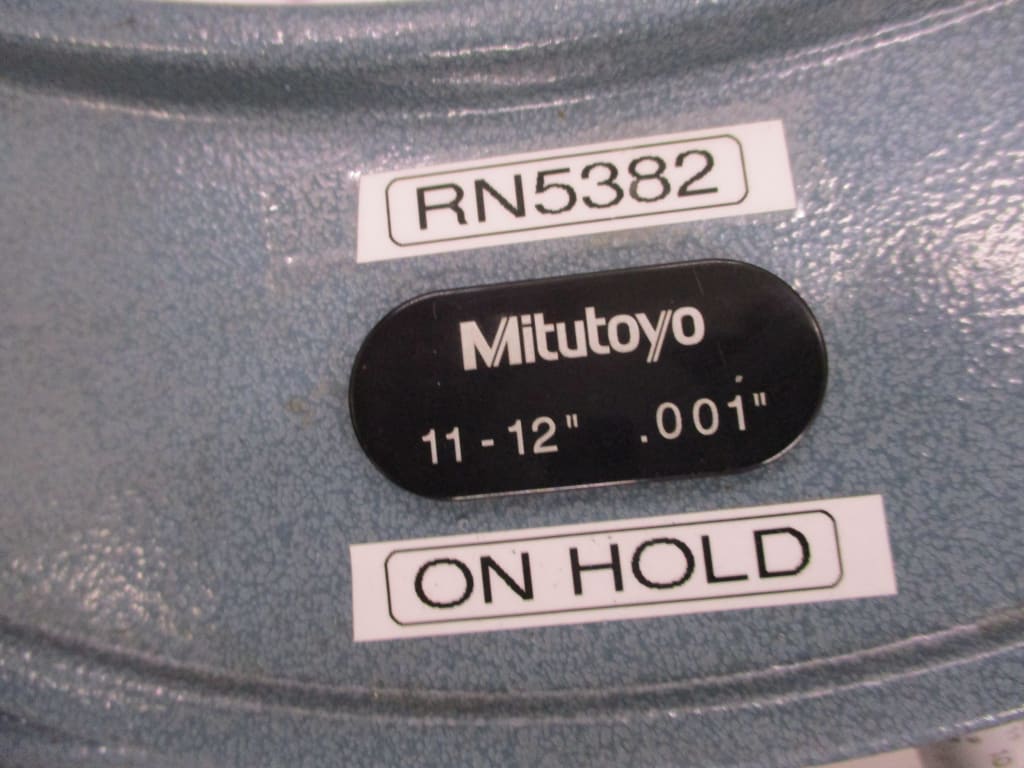 RN5382
Mitutoyo
11-12" .001"
ON HOLD